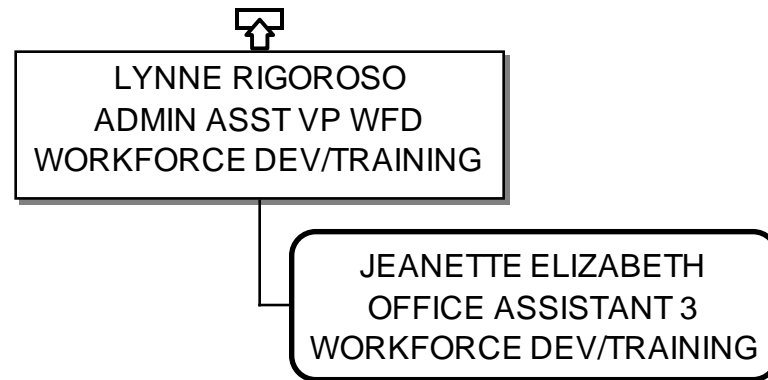 LYNNE RIGOROSO
ADMIN ASST VP WFD
WORKFORCE DEV/TRAINING
JEANETTE ELIZABETH
OFFICE ASSISTANT 3
WORKFORCE DEV/TRAINING